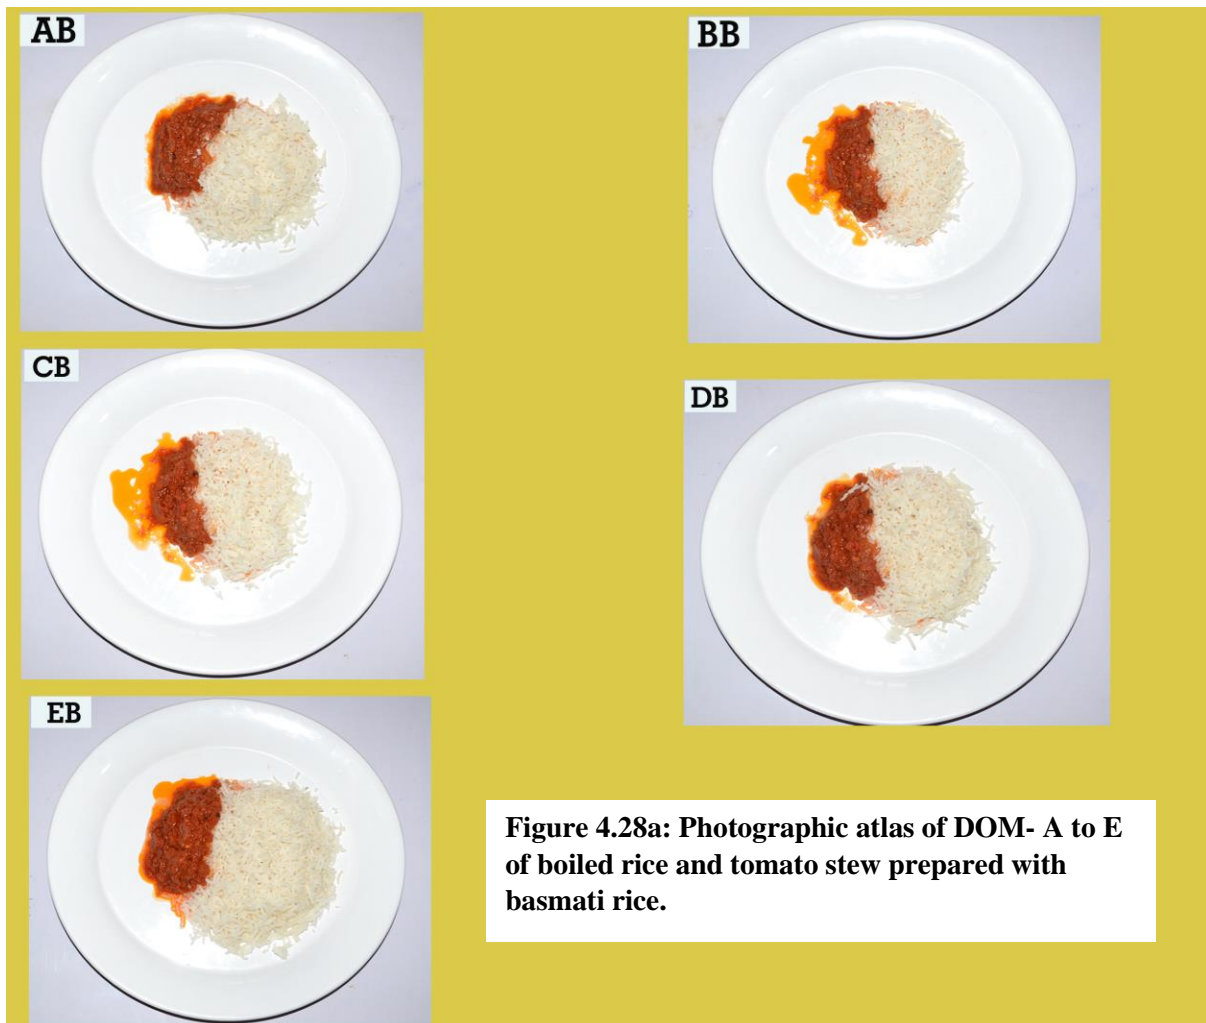 AB
BB
CB
DB
EB
Figure 4.28a: Photographic atlas of DOM- A to E
of boiled rice and tomato stew prepared with
basmati rice.